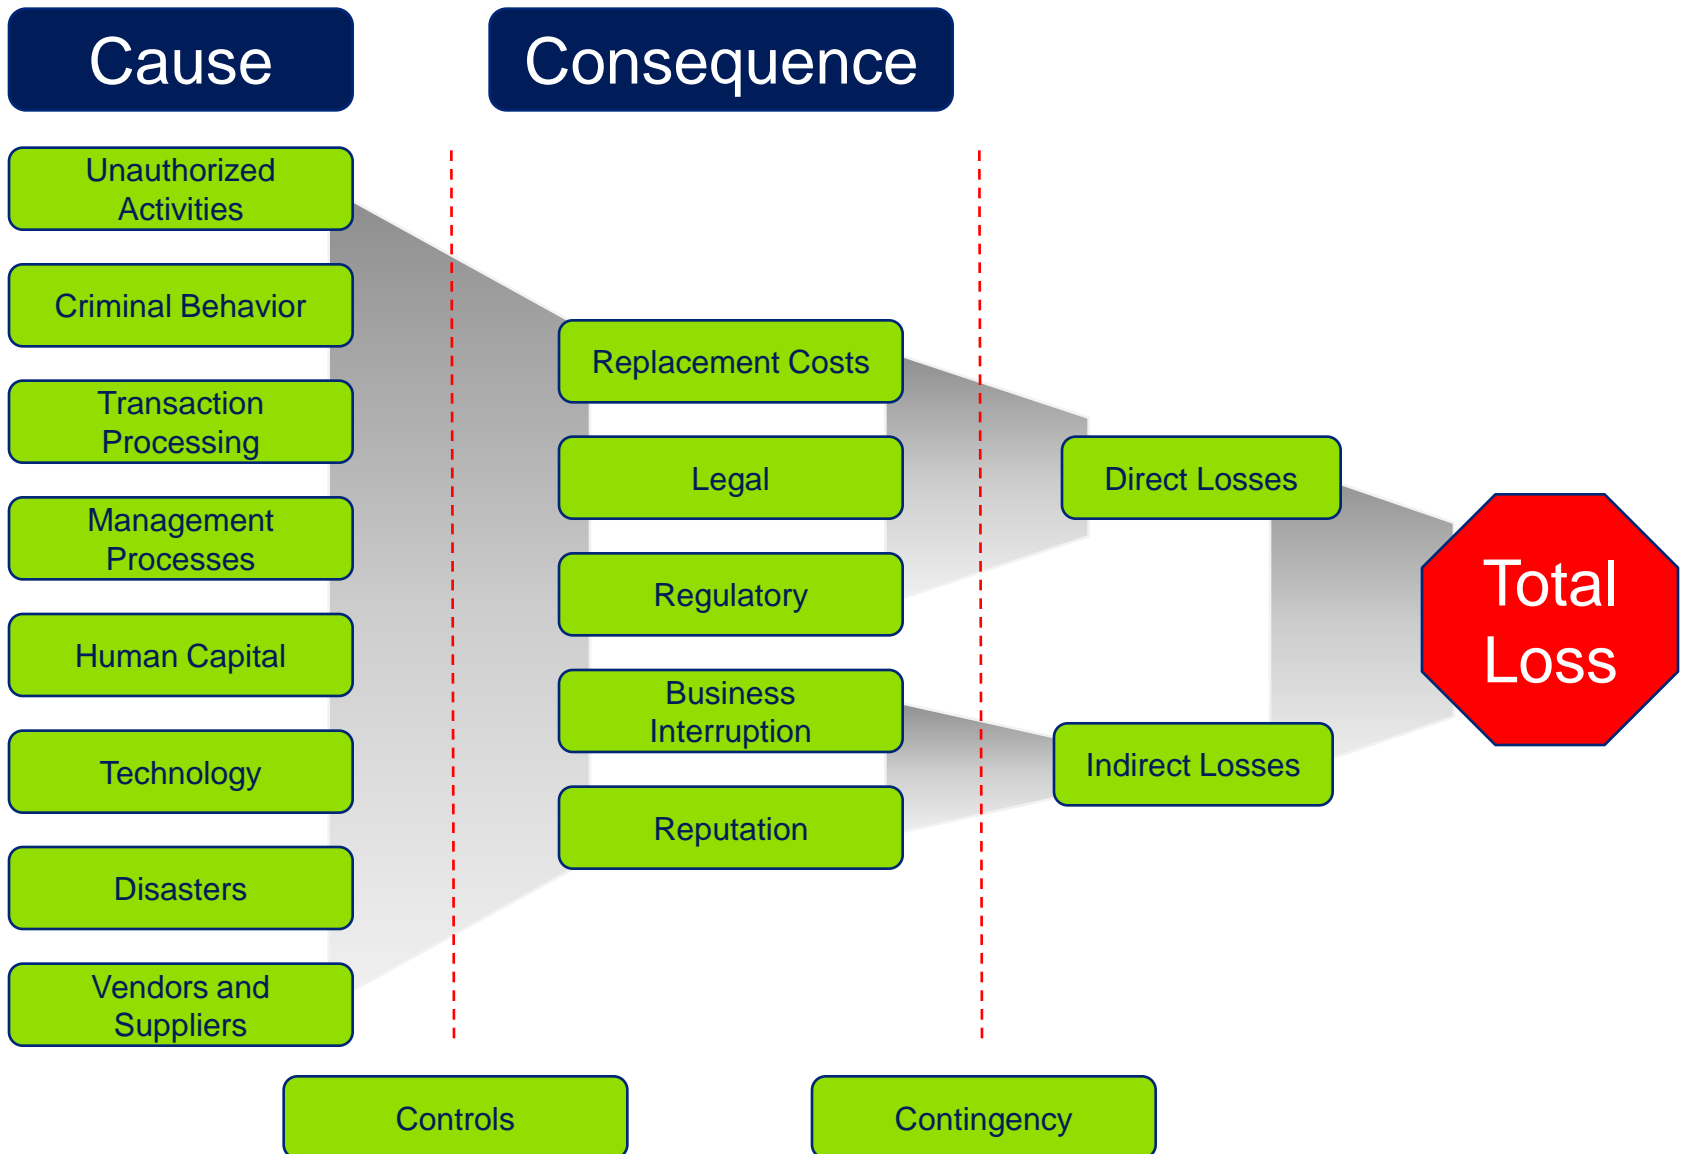 Cause
Consequence
Unauthorized
Activities
Criminal Behavior
Transaction
Processing
Management
Processes
Human Capital
Technology
Disasters
Vendors and
Suppliers
Replacement Costs
Legal
Regulatory
Business
Interruption
Reputation
Direct Losses
Indirect Losses
Total
Loss
Controls
Contingency